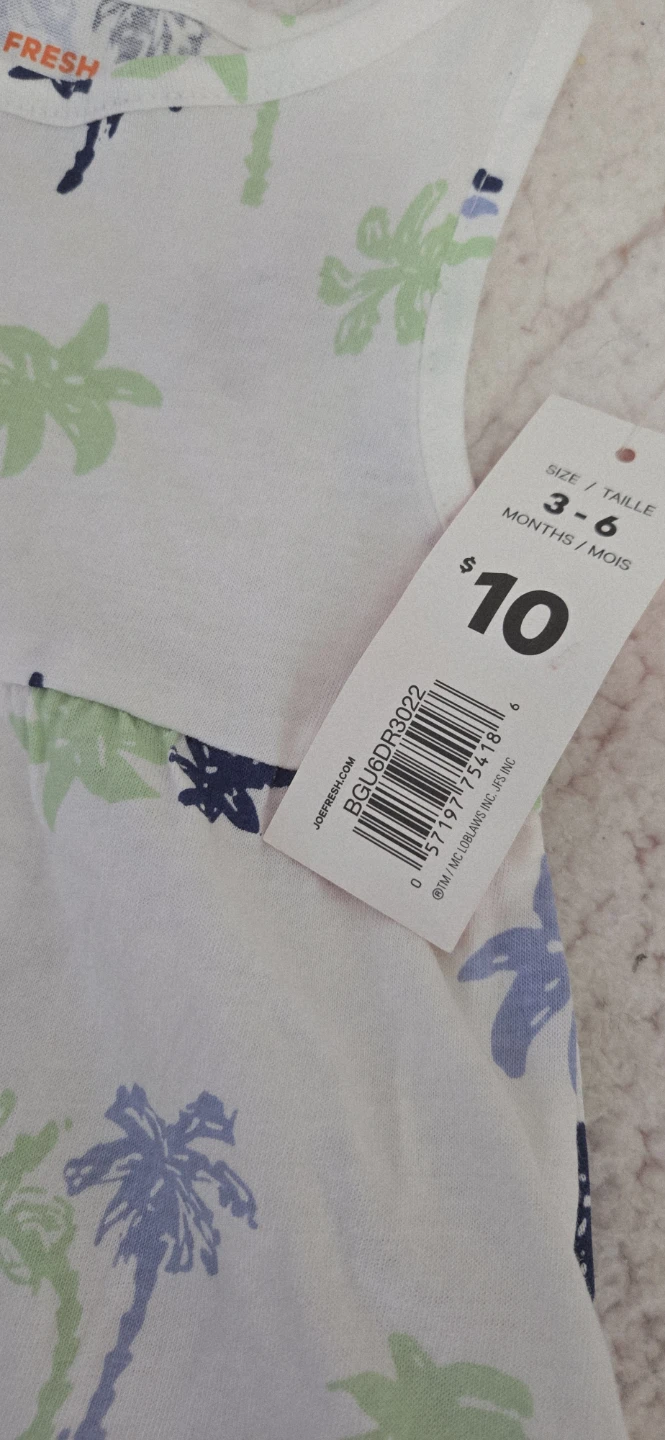 FRESH
SIZE / TAILLE
3 - 6
MONTHS / MOIS
$10
JOEFRESH.COM
BGU6DR3022
0 57197 75418 6
®TM / MC LOBLAWS INC. JFS INC